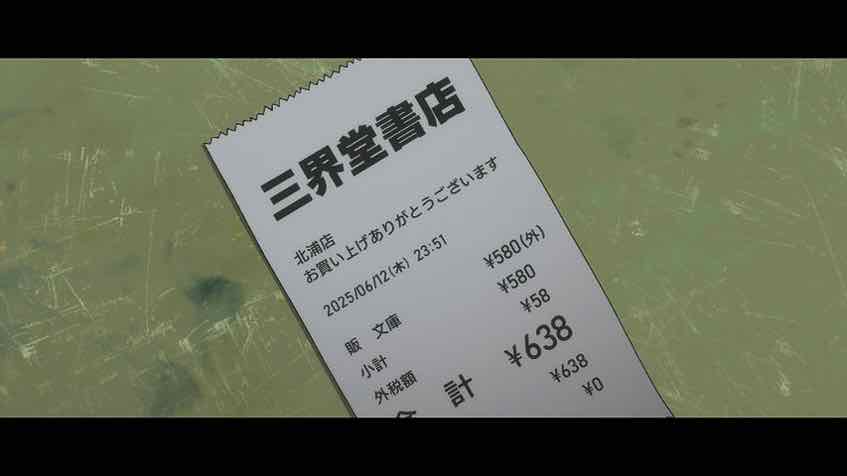 三界堂書店
北浦店
お買い上げありがとうございます
2025/06/12(木) 23:51
販 文庫 ¥580(外)
小計 ¥580
外税額 ¥58
合 計 ¥638
¥638
¥0